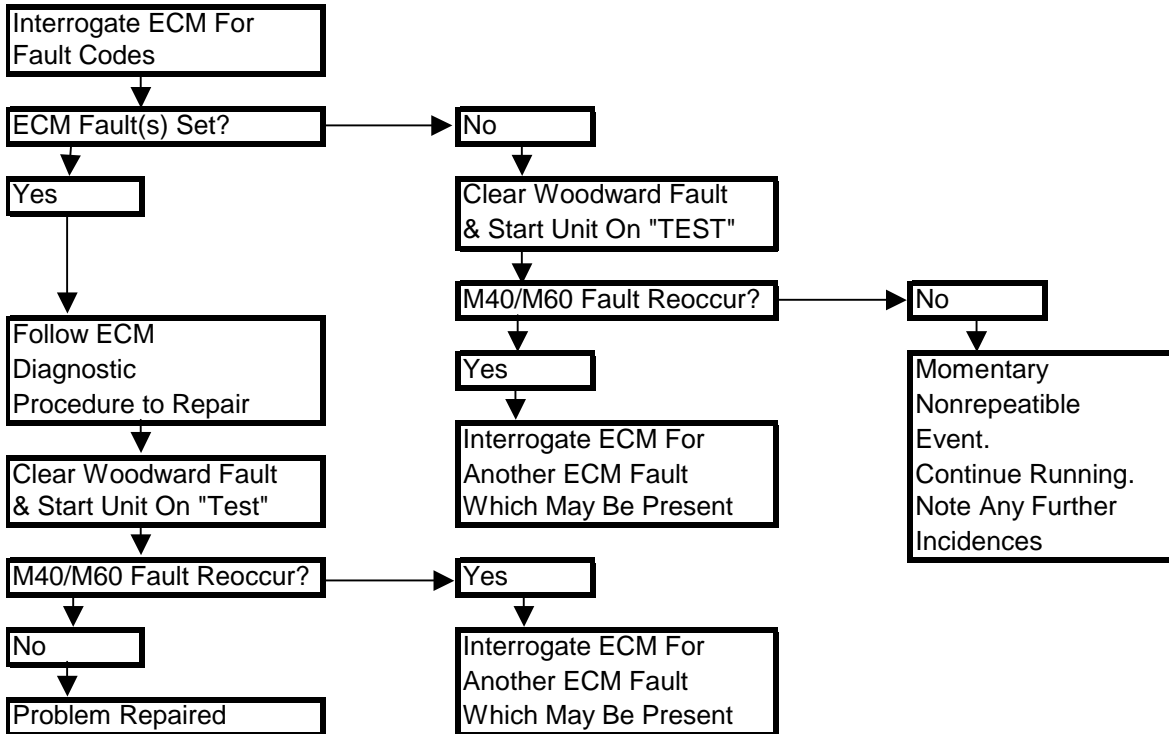 Interrogate ECM For
Fault Codes
ECM Fault(s) Set?
No
Yes
Clear Woodward Fault
& Start Unit On "TEST"
M40/M60 Fault Reoccur?
No
Follow ECM
Diagnostic
Procedure to Repair
Yes
Momentary
Nonrepeatible
Event.
Continue Running.
Note Any Further
Incidences
Interrogate ECM For
Another ECM Fault
Which May Be Present
Clear Woodward Fault
& Start Unit On "Test"
M40/M60 Fault Reoccur?
Yes
No
Interrogate ECM For
Another ECM Fault
Which May Be Present
Problem Repaired